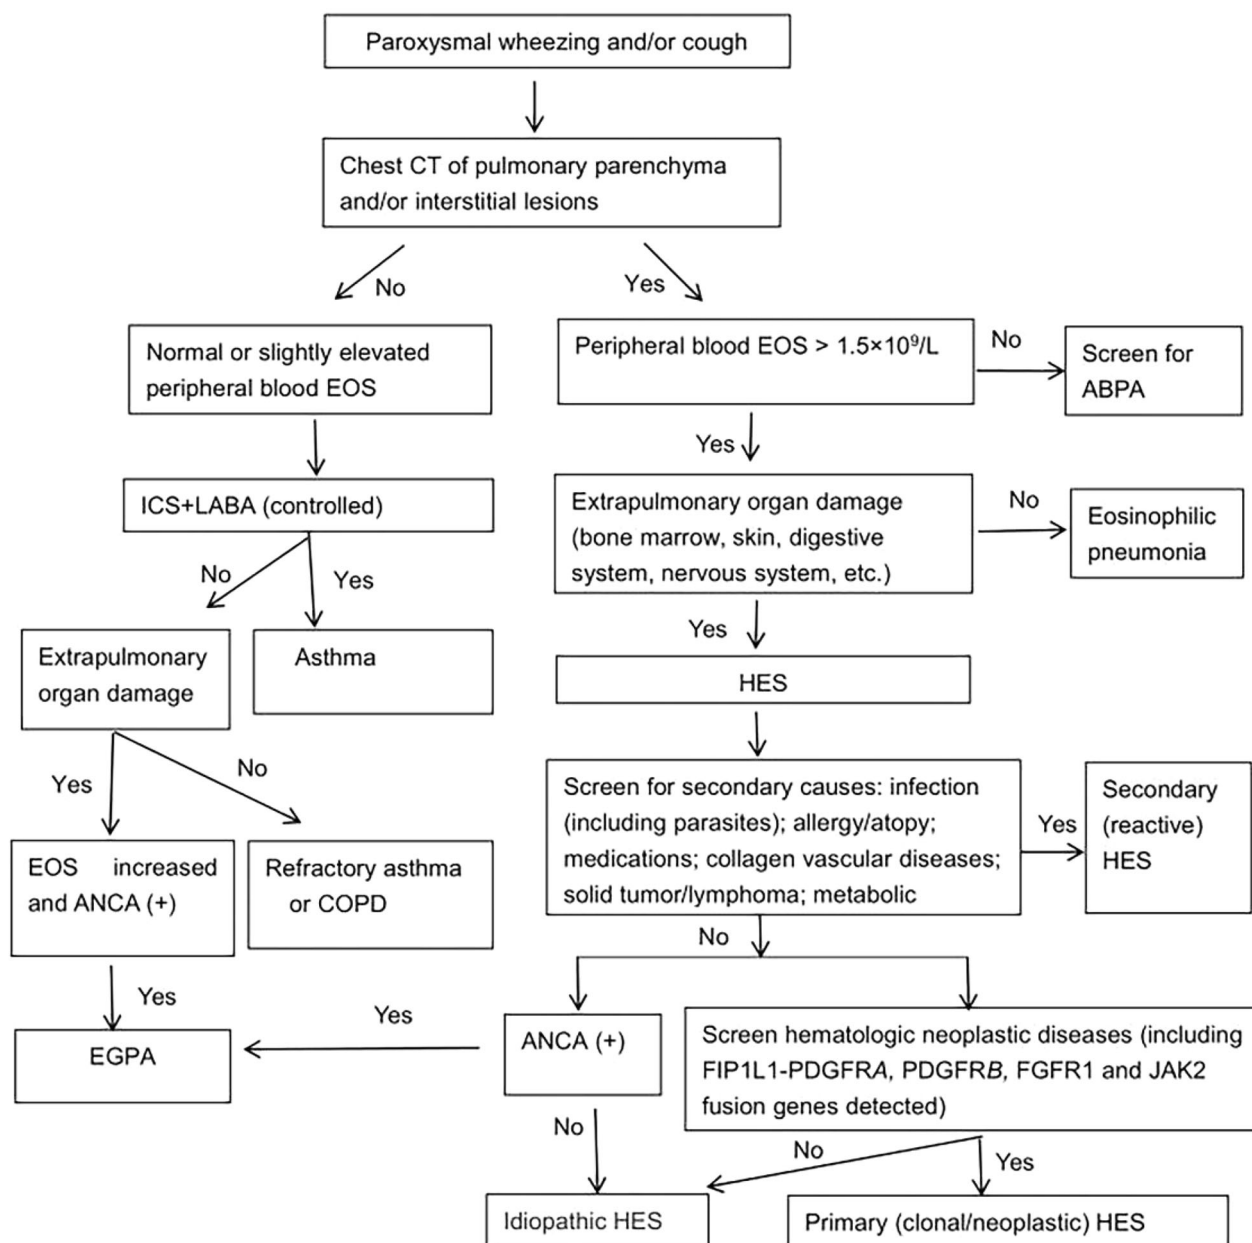 Paroxysmal wheezing and/or cough
Chest CT of pulmonary parenchyma
and/or interstitial lesions
No
Yes
Normal or slightly elevated
peripheral blood EOS
Peripheral blood EOS > 1.5×10⁹/L
No
Screen for
ABPA
Yes
ICS+LABA (controlled)
Extrapulmonary organ damage
(bone marrow, skin, digestive
system, nervous system, etc.)
No
Eosinophilic
pneumonia
No
Yes
Yes
Extrapulmonary
organ damage
Asthma
HES
Yes
No
Screen for secondary causes: infection
(including parasites); allergy/atopy;
medications; collagen vascular diseases;
solid tumor/lymphoma; metabolic
Yes
Secondary
(reactive)
HES
EOS increased
and ANCA (+)
Refractory asthma
or COPD
No
Yes
Yes
EGPA
ANCA (+)
Screen hematologic neoplastic diseases (including
FIP1L1-PDGFRA, PDGFRB, FGFR1 and JAK2
fusion genes detected)
No
No
Yes
Idiopathic HES
Primary (clonal/neoplastic) HES